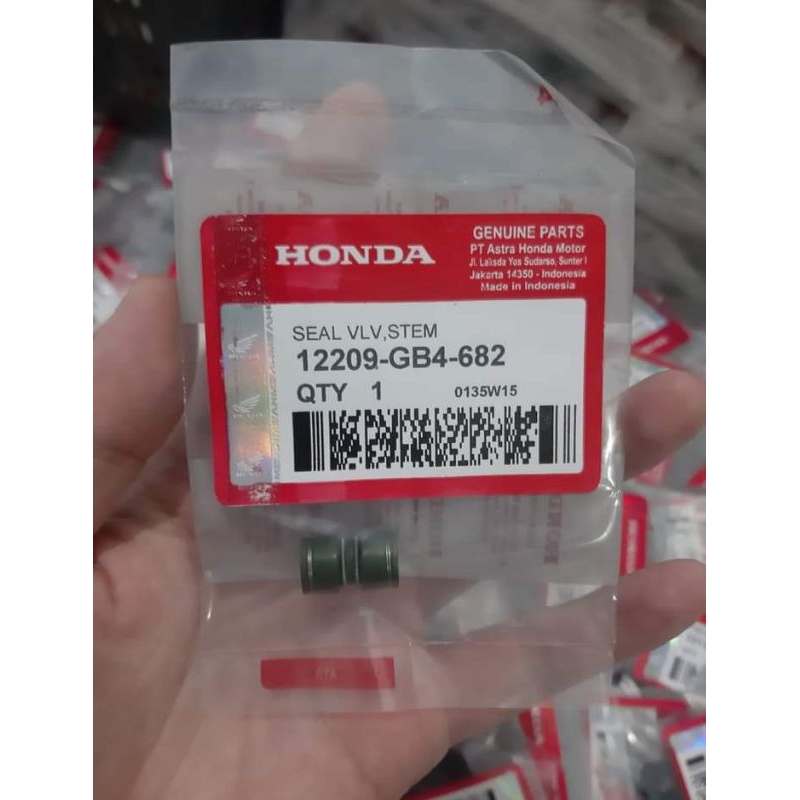 HONDA
GENUINE PARTS
PT Astra Honda Motor
Jl. Laksda Yos Sudarso, Sunter I
Jakarta 14350 - Indonesia
Made in Indonesia
SEAL VLV,STEM
12209-GB4-682
QTY 1
0135W15